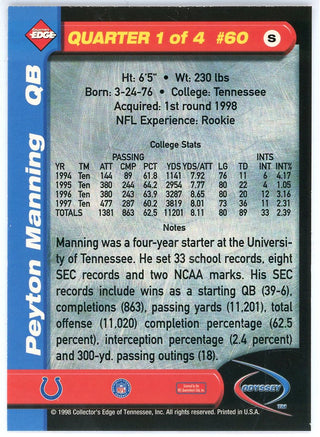 EDGE
QUARTER 1 of 4 #60 S
Peyton Manning QB
Ht: 6'5" • Wt: 230 lbs
Born: 3-24-76 • College: Tennessee
Acquired: 1st round 1998
NFL Experience: Rookie
College Stats
PASSING INTS
YR TM ATT CMP PCT YDS YDS/ATT LG TD INT INT%
1994 Ten 144 89 61.8 1141 7.92 76 11 6 4.17
1995 Ten 380 244 64.2 2954 7.77 80 22 4 1.05
1996 Ten 380 243 63.9 3287 8.65 80 20 12 3.16
1997 Ten 477 287 60.2 3819 8.01 73 36 11 2.31
TOTAL 1381 863 62.5 11201 8.11 80 89 33 2.39
Notes
Manning was a four-year starter at the Universi-
ty of Tennessee. He set 33 school records, eight
SEC records and two NCAA marks. His SEC
records include wins as a starting QB (39-6),
completions (863), passing yards (11,201), total
offense (11,020) completion percentage (62.5
percent), interception percentage (2.4 percent)
and 300-yd. passing outings (18).
ODYSSEY
TM
© 1998 Collector's Edge of Tennessee, Inc. All rights reserved. Printed in U.S.A.